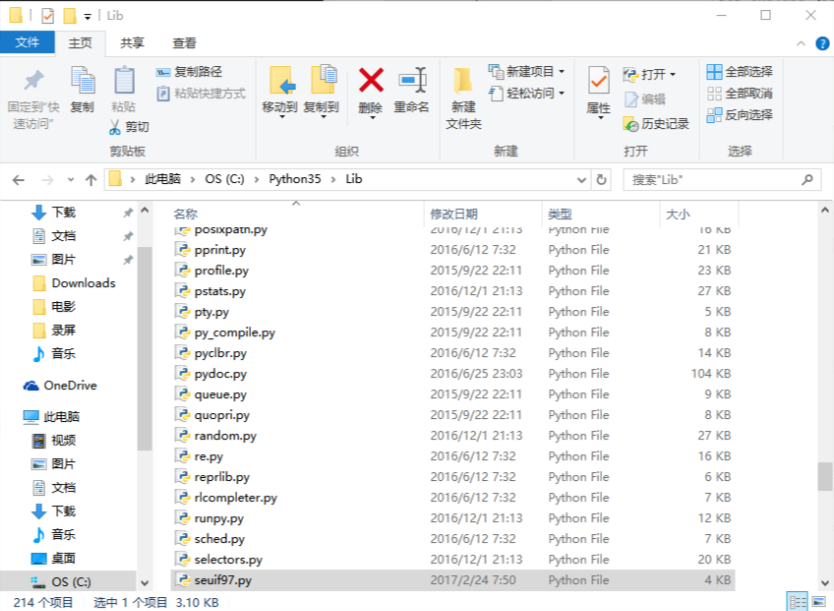 Lib
文件 主页 共享 查看
固定到"快速访问" 复制 粘贴 复制路径 粘贴快捷方式 剪切 移动到 复制到 删除 重命名 新建文件夹 新建项目 轻松访问 属性 打开 编辑 历史记录 全部选择 全部取消 反向选择
剪贴板 组织 新建 打开 选择
此电脑 > OS (C:) > Python35 > Lib 搜索"Lib"
下载
文档
图片
Downloads
电影
录屏
音乐
OneDrive
此电脑
视频
图片
文档
下载
音乐
桌面
OS (C:)
名称 修改日期 类型 大小
posixpath.py 2016/12/1 21:13 Python File 16 KB
pprint.py 2016/6/12 7:32 Python File 21 KB
profile.py 2015/9/22 22:11 Python File 23 KB
pstats.py 2016/12/1 21:13 Python File 27 KB
pty.py 2015/9/22 22:11 Python File 5 KB
py_compile.py 2015/9/22 22:11 Python File 8 KB
pyclbr.py 2016/6/12 7:32 Python File 14 KB
pydoc.py 2016/6/25 23:03 Python File 104 KB
queue.py 2015/9/22 22:11 Python File 9 KB
quopri.py 2015/9/22 22:11 Python File 8 KB
random.py 2016/12/1 21:13 Python File 27 KB
re.py 2016/6/12 7:32 Python File 16 KB
reprlib.py 2016/6/12 7:32 Python File 6 KB
rlcompleter.py 2016/6/12 7:32 Python File 7 KB
runpy.py 2016/12/1 21:13 Python File 12 KB
sched.py 2016/6/12 7:32 Python File 7 KB
selectors.py 2016/12/1 21:13 Python File 20 KB
seuif97.py 2017/2/24 7:50 Python File 4 KB
214 个项目 选中 1 个项目 3.10 KB